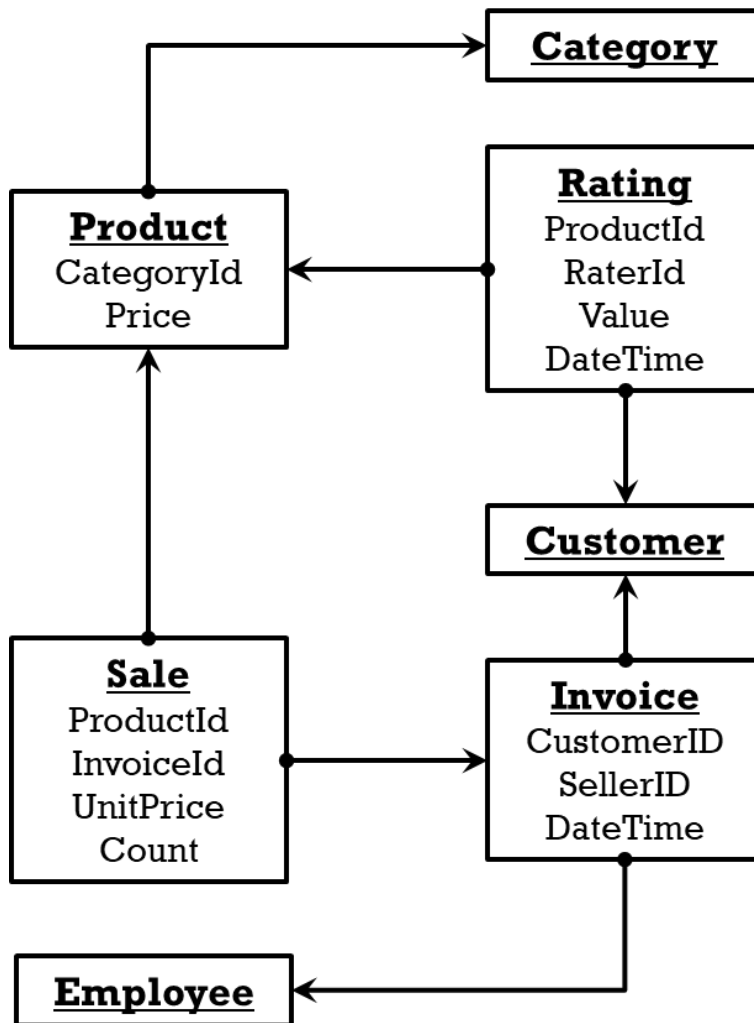 Category
Rating
ProductId
RaterId
Value
DateTime
Product
CategoryId
Price
Customer
Sale
ProductId
InvoiceId
UnitPrice
Count
Invoice
CustomerID
SellerID
DateTime
Employee